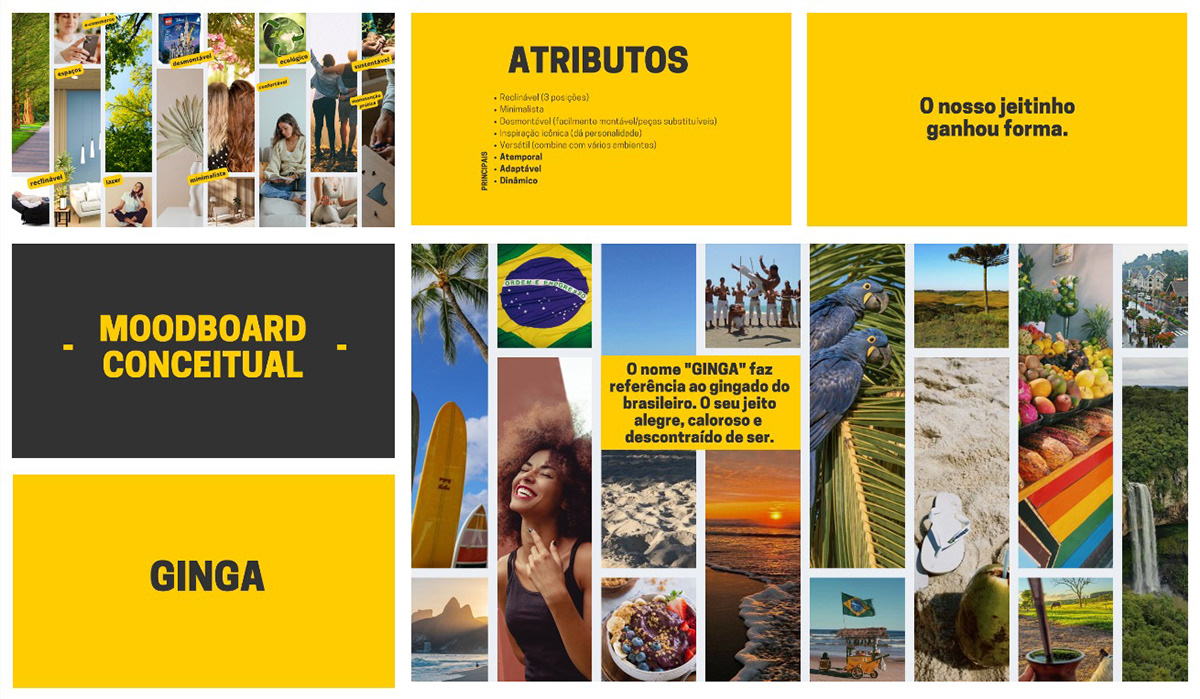 e-commerce
espaços
desmontável
ecológico
sustentável
confortável
reclinável
lazer
minimalista
ATRIBUTOS
• Reclinável (3 posições)
• Minimalista
• Desmontável (facilmente montável/peças substituíveis)
• Inspiração icônica (dá personalidade)
• Versátil (combina com vários ambientes)
• Atemporal
• Adaptável
• Dinâmico
PRINCIPAIS
O nosso jeitinho
ganhou forma.
- MOODBOARD -
CONCEITUAL
GINGA
ORDEM E PROGRESSO
O nome "GINGA" faz
referência ao gingado do
brasileiro. O seu jeito
alegre, caloroso e
descontraído de ser.